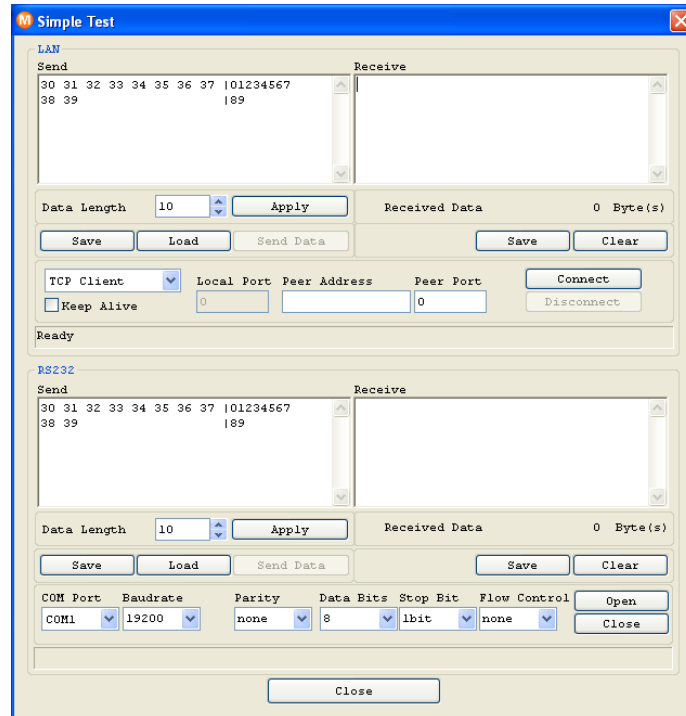 Simple Test
LAN
Send Receive
30 31 32 33 34 35 36 37 |01234567
38 39 |89
Data Length 10 Apply Received Data 0 Byte(s)
Save Load Send Data Save Clear
TCP Client Local Port Peer Address Peer Port Connect
Keep Alive 0 0 Disconnect
Ready
RS232
Send Receive
30 31 32 33 34 35 36 37 |01234567
38 39 |89
Data Length 10 Apply Received Data 0 Byte(s)
Save Load Send Data Save Clear
COM Port Baudrate Parity Data Bits Stop Bit Flow Control Open
COM1 19200 none 8 1bit none Close
Close